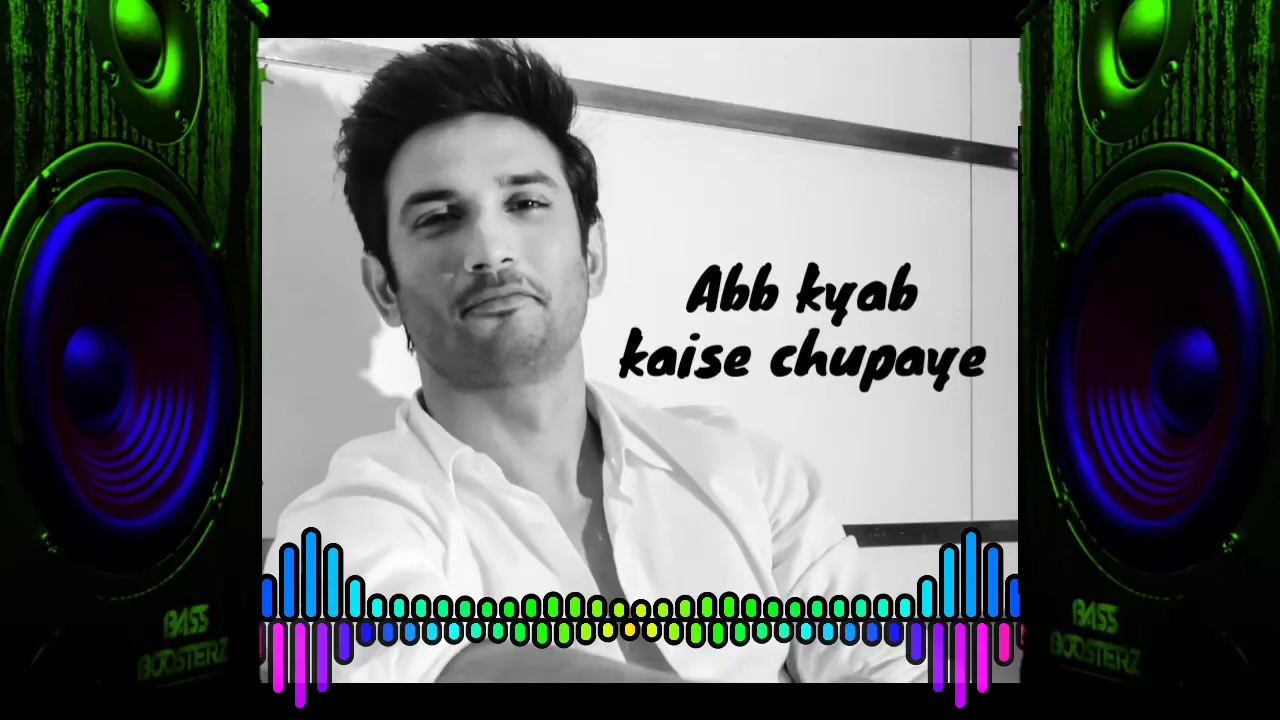 Abb kyab
kaise chupaye
BASS
BOOSTERZ
BASS
BOOSTERZ